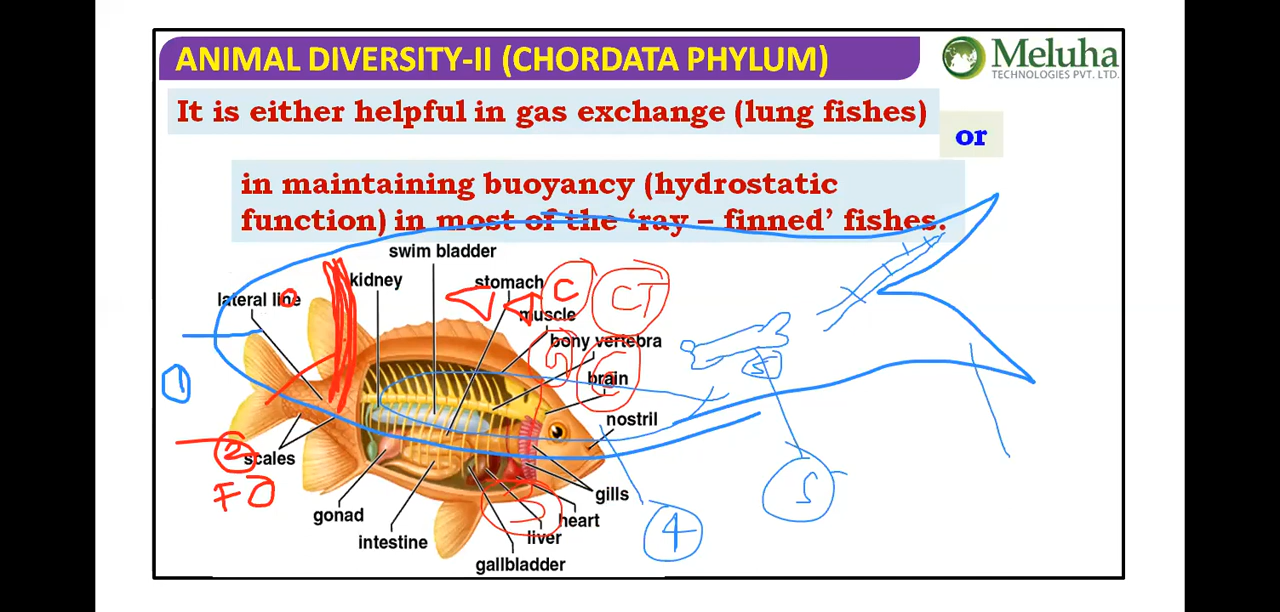 ANIMAL DIVERSITY-II (CHORDATA PHYLUM)
Meluha
TECHNOLOGIES PVT. LTD.
It is either helpful in gas exchange (lung fishes)
or
in maintaining buoyancy (hydrostatic
function) in most of the ‘ray – finned’ fishes.
swim bladder
kidney
stomach
C
CT
lateral line
muscle
bony vertebra
brain
1
nostril
2
scales
gills
gonad
heart
4
intestine
liver
gallbladder